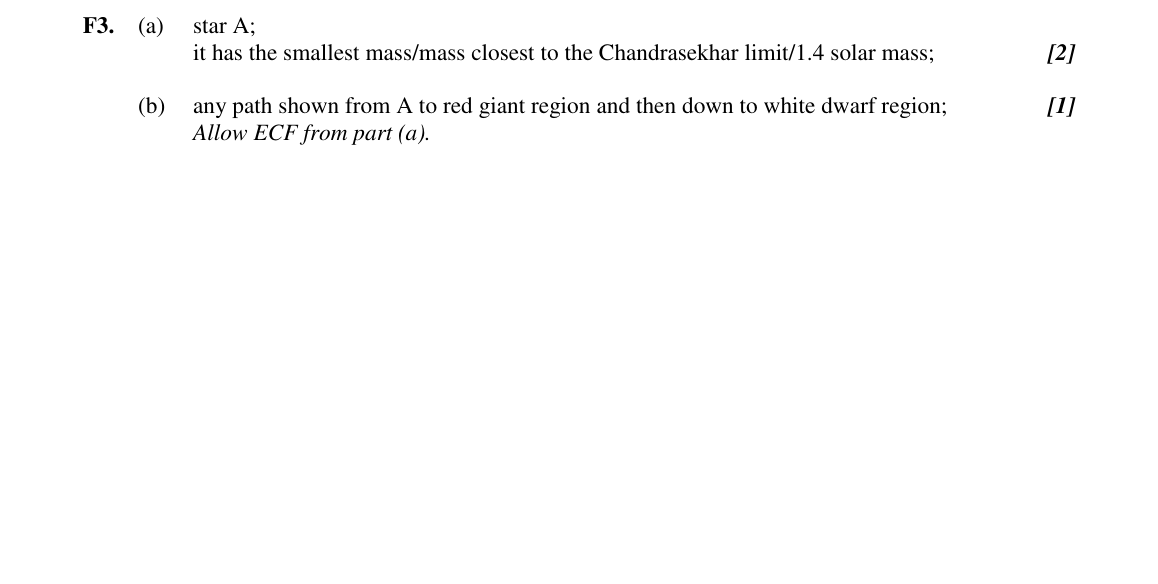 F3. (a) star A;
it has the smallest mass/mass closest to the Chandrasekhar limit/1.4 solar mass; [2]
(b) any path shown from A to red giant region and then down to white dwarf region; [1]
Allow ECF from part (a).